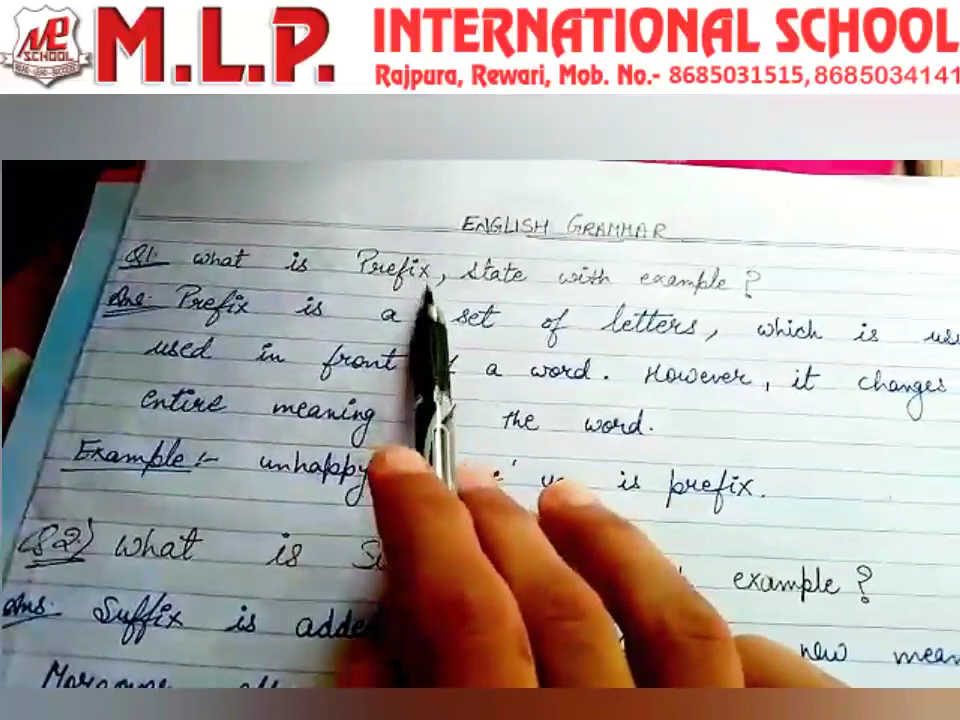 MLP SCHOOL
M.L.P. INTERNATIONAL SCHOOL
Rajpura, Rewari, Mob. No.- 8685031515, 8685034141
ENGLISH GRAMMAR
Q1. what is Prefix, state with example?
Ans. Prefix is a set of letters, which is
used in front a word. However, it changes
entire meaning the word.
Example :- unhappy is prefix.
Q2) What is example?
Ans. Suffix is new